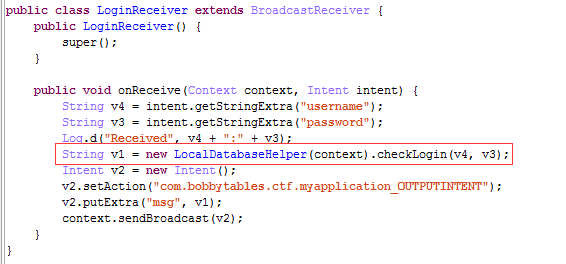 public class LoginReceiver extends BroadcastReceiver {
    public LoginReceiver() {
        super();
    }

    public void onReceive(Context context, Intent intent) {
        String v4 = intent.getStringExtra("username");
        String v3 = intent.getStringExtra("password");
        Log.d("Received", v4 + ":" + v3);
        String v1 = new LocalDatabaseHelper(context).checkLogin(v4, v3);
        Intent v2 = new Intent();
        v2.setAction("com.bobbytables.ctf.myapplication_OUTPUTINTENT");
        v2.putExtra("msg", v1);
        context.sendBroadcast(v2);
    }
}